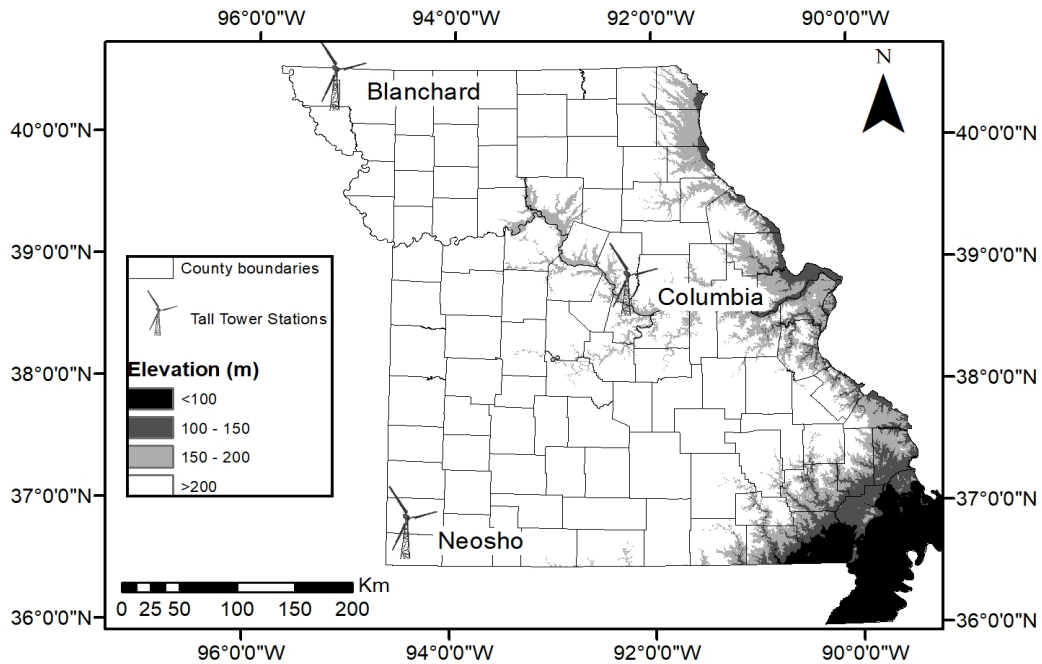 96°0'0"W 94°0'0"W 92°0'0"W 90°0'0"W
N
Blanchard
40°0'0"N 40°0'0"N
39°0'0"N 39°0'0"N
County boundaries
Columbia
Tall Tower Stations
38°0'0"N 38°0'0"N
Elevation (m)
<100
100 - 150
150 - 200
>200
37°0'0"N 37°0'0"N
Neosho
Km
0 25 50 100 150 200
36°0'0"N 36°0'0"N
96°0'0"W 94°0'0"W 92°0'0"W 90°0'0"W